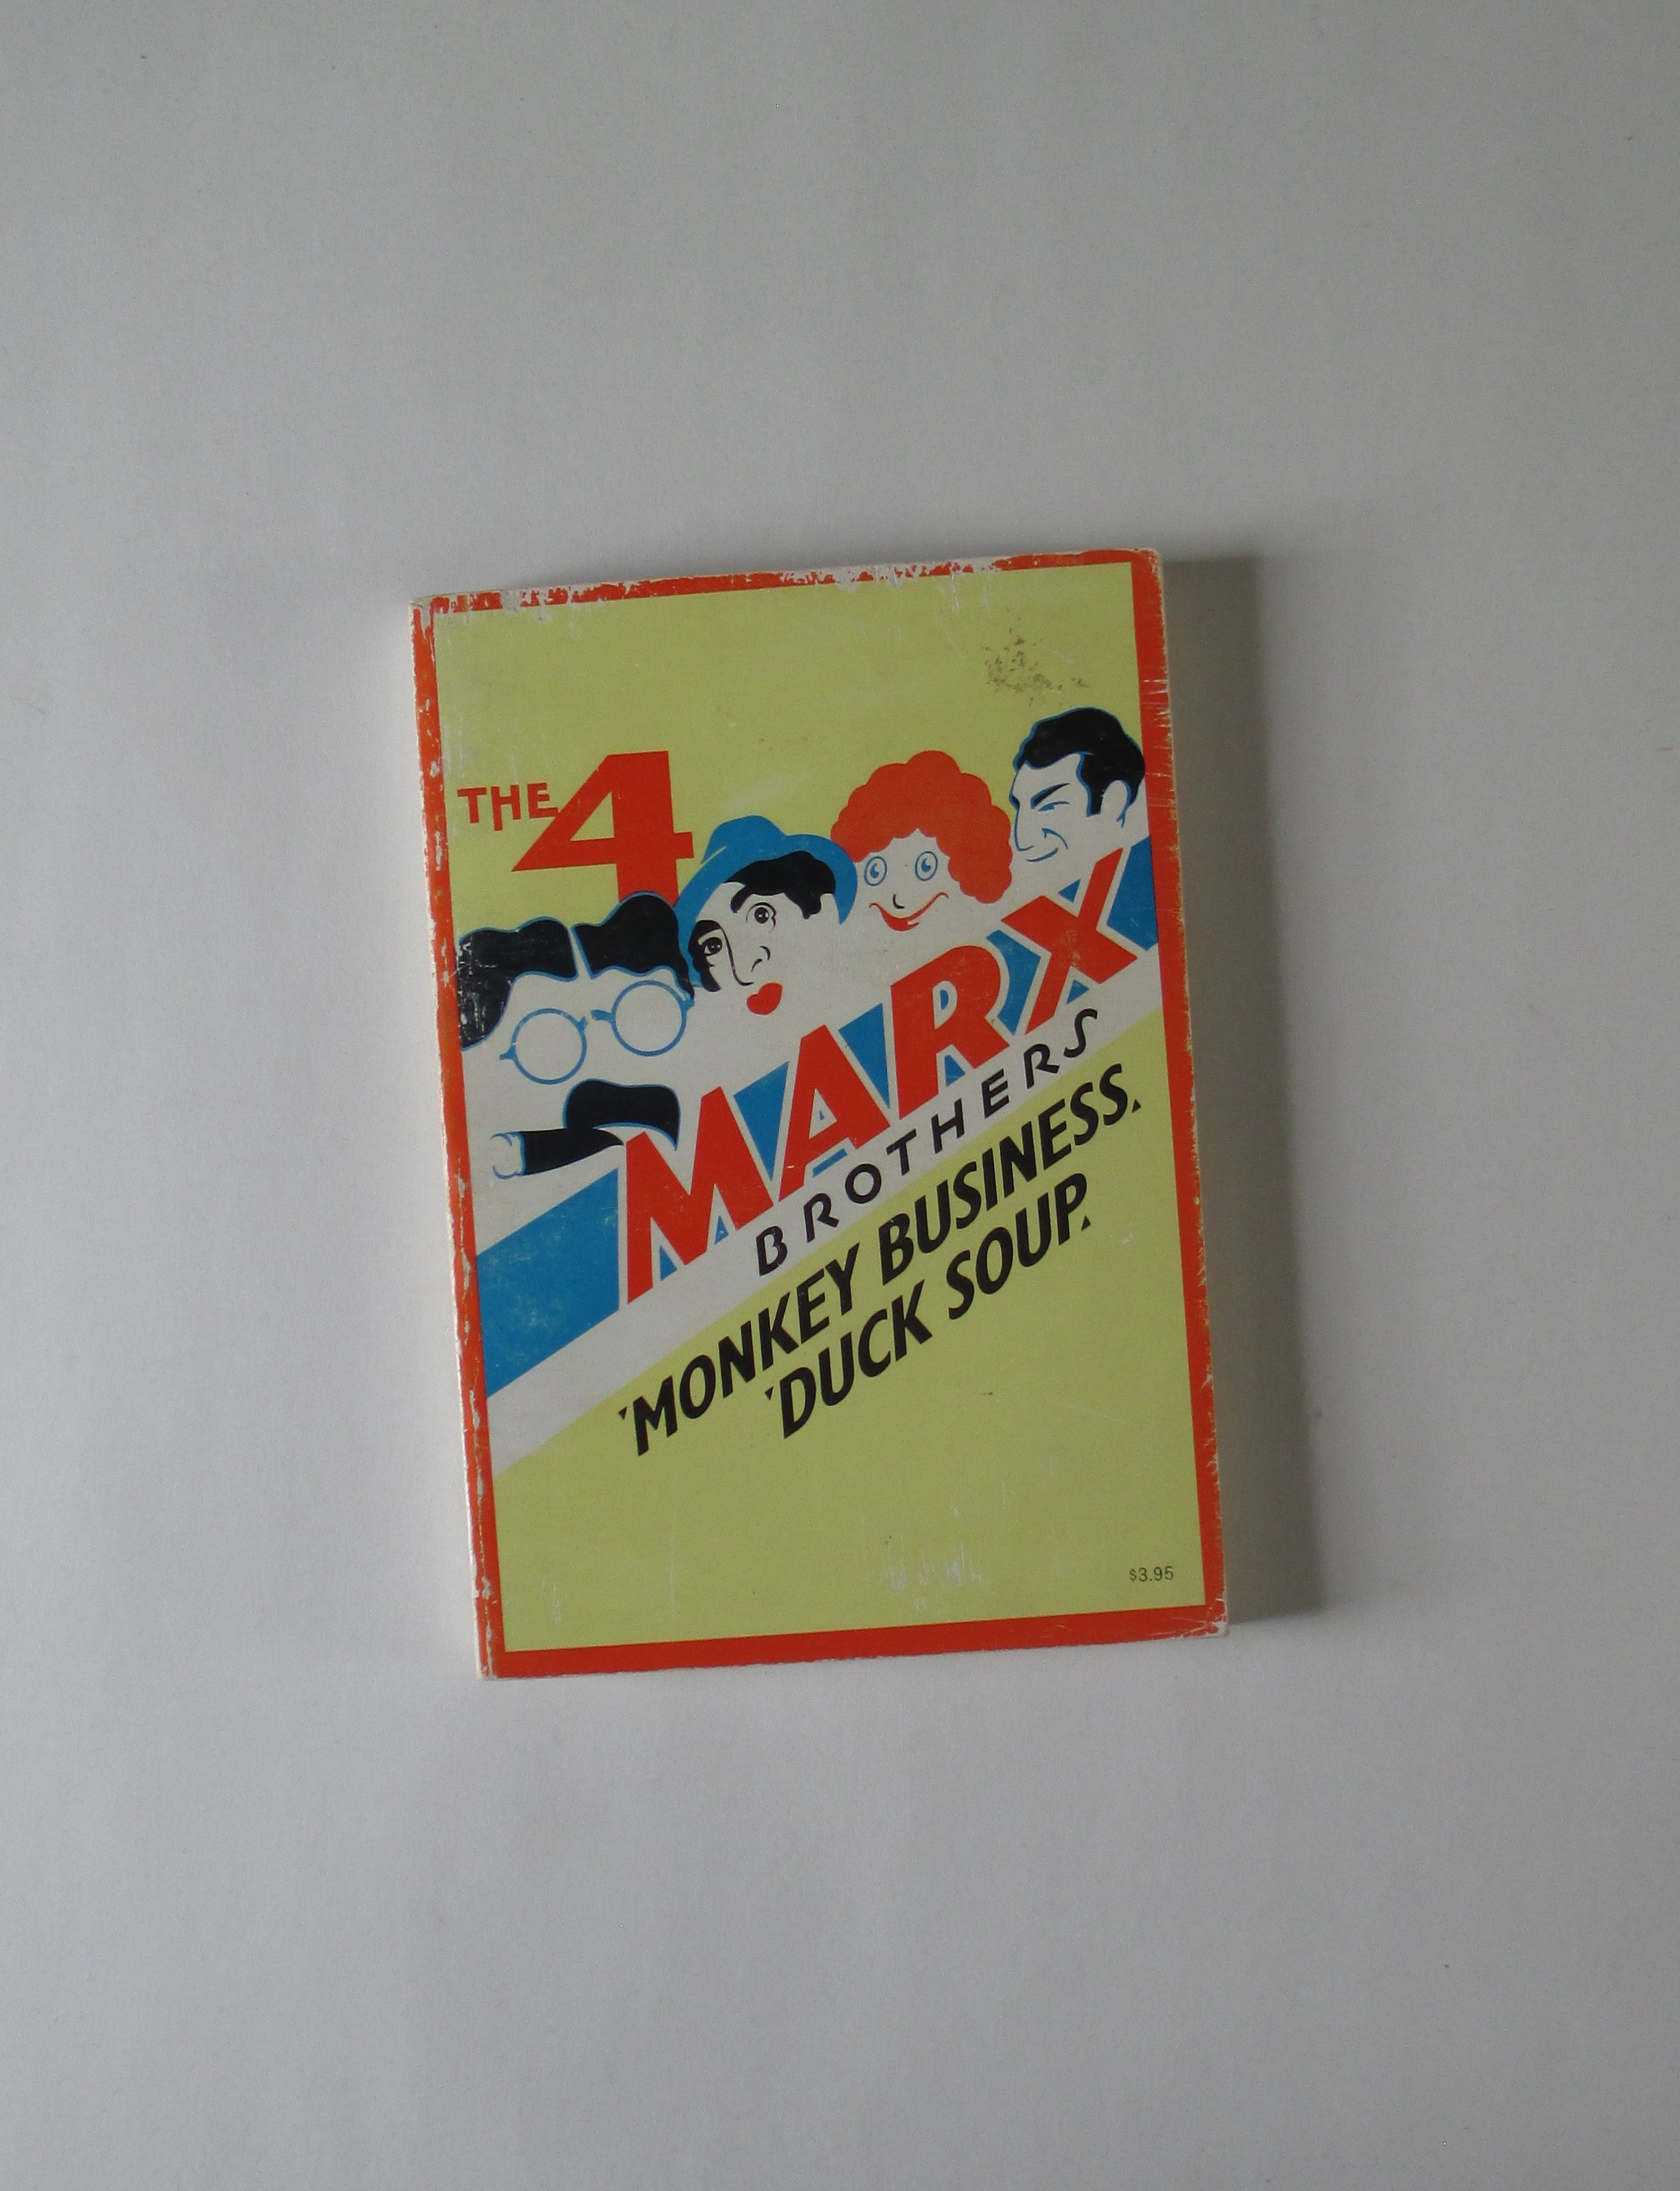 THE 4
MARX
BROTHERS
'MONKEY BUSINESS.'
'DUCK SOUP.'
$3.95